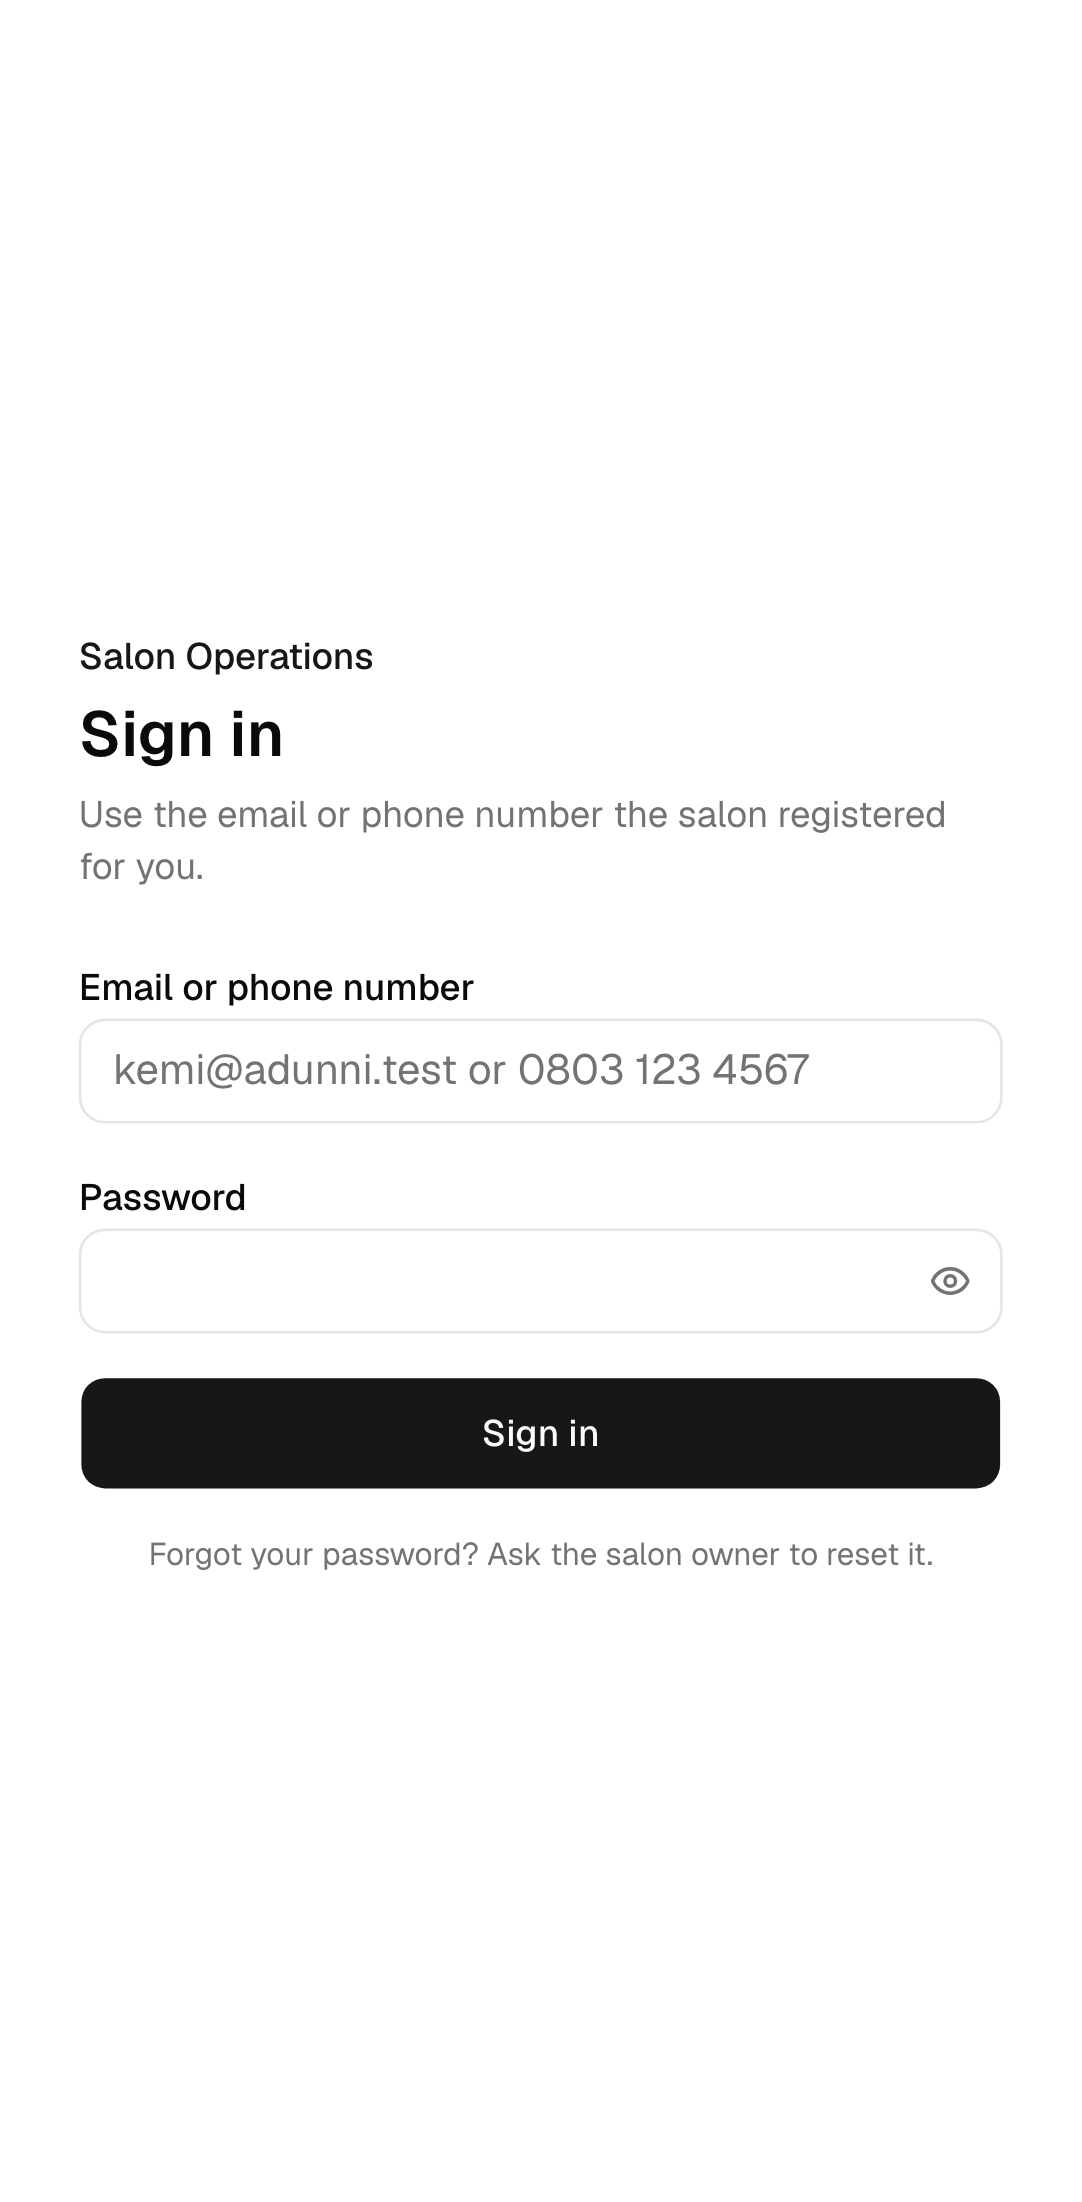 Salon Operations
Sign in
Use the email or phone number the salon registered
for you.
Email or phone number
kemi@adunni.test or 0803 123 4567
Password
Sign in
Forgot your password? Ask the salon owner to reset it.